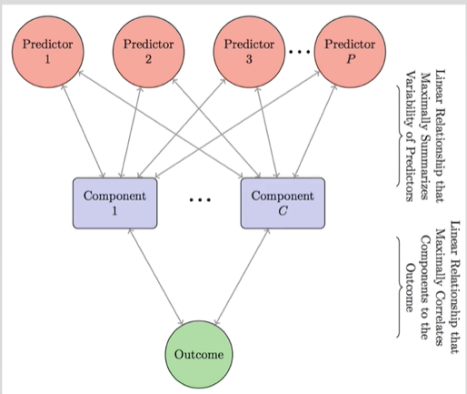 Predictor
1
Predictor
2
Predictor
3
...
Predictor
P
Linear Relationship that
Maximally Summarizes
Variability of Predictors
Component
1
...
Component
C
Linear Relationship that
Maximally Correlates
Components to the
Outcome
Outcome